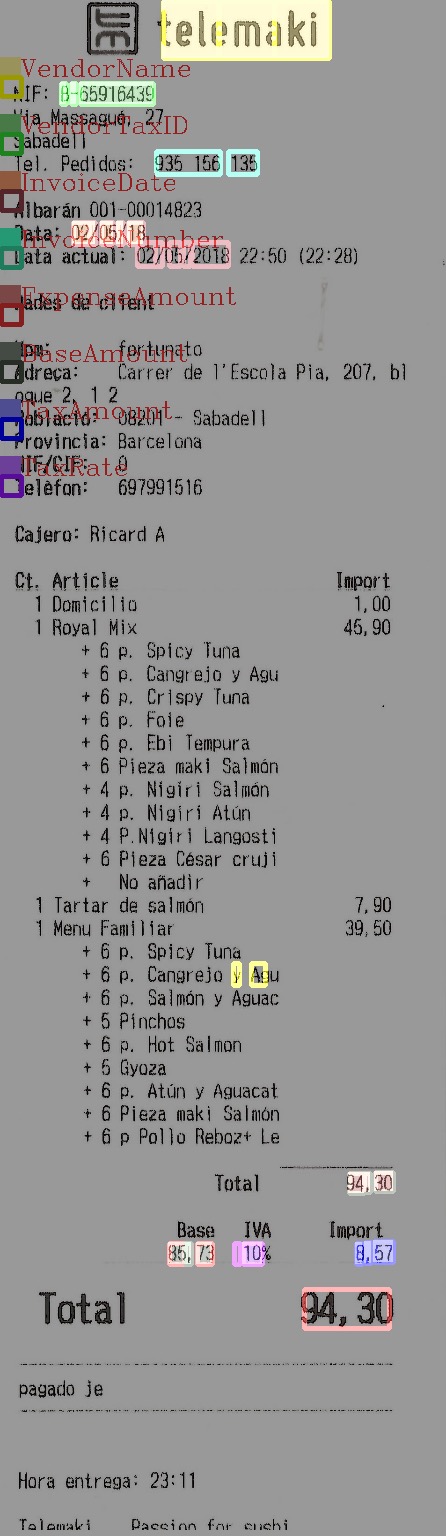 telemaki
VendorName
NIF: B-65916439
Via Massagué, 27
VendorTaxID
Sabadell
Tel. Pedidos: 935 156 135
InvoiceDate
Albarán 001-00014823
Data: 02/05/18
InvoiceNumber
Data actual: 02/05/2018 22:50 (22:28)
ExpenseAmount
Dades de client
Nom: fortunato
BaseAmount
Adreça: Carrer de l'Escola Pia, 207, bl
oque 2, 1 2
TaxAmount
Població: 08201 - Sabadell
Provincia: Barcelona
TaxRate
NIF/CIF: 0
Telèfon: 697991516
Cajero: Ricard A
Ct. Article Import
1 Domicilio 1,00
1 Royal Mix 45,90
+ 6 p. Spicy Tuna
+ 6 p. Cangrejo y Agu
+ 6 p. Crispy Tuna
+ 6 p. Foie
+ 6 p. Ebi Tempura
+ 6 Pieza maki Salmón
+ 4 p. Nigiri Salmón
+ 4 p. Nigiri Atún
+ 4 P.Nigiri Langosti
+ 6 Pieza César cruji
+ No añadir
1 Tartar de salmón 7,90
1 Menu Familiar 39,50
+ 6 p. Spicy Tuna
+ 6 p. Cangrejo y Agu
+ 6 p. Salmón y Aguac
+ 5 Pinchos
+ 6 p. Hot Salmon
+ 5 Gyoza
+ 6 p. Atún y Aguacat
+ 6 Pieza maki Salmón
+ 6 p Pollo Reboz+ Le
Total 94,30
Base IVA Import
85,73 10% 8,57
Total 94,30
pagado je
Hora entrega: 23:11
Telemaki Passion for sushi